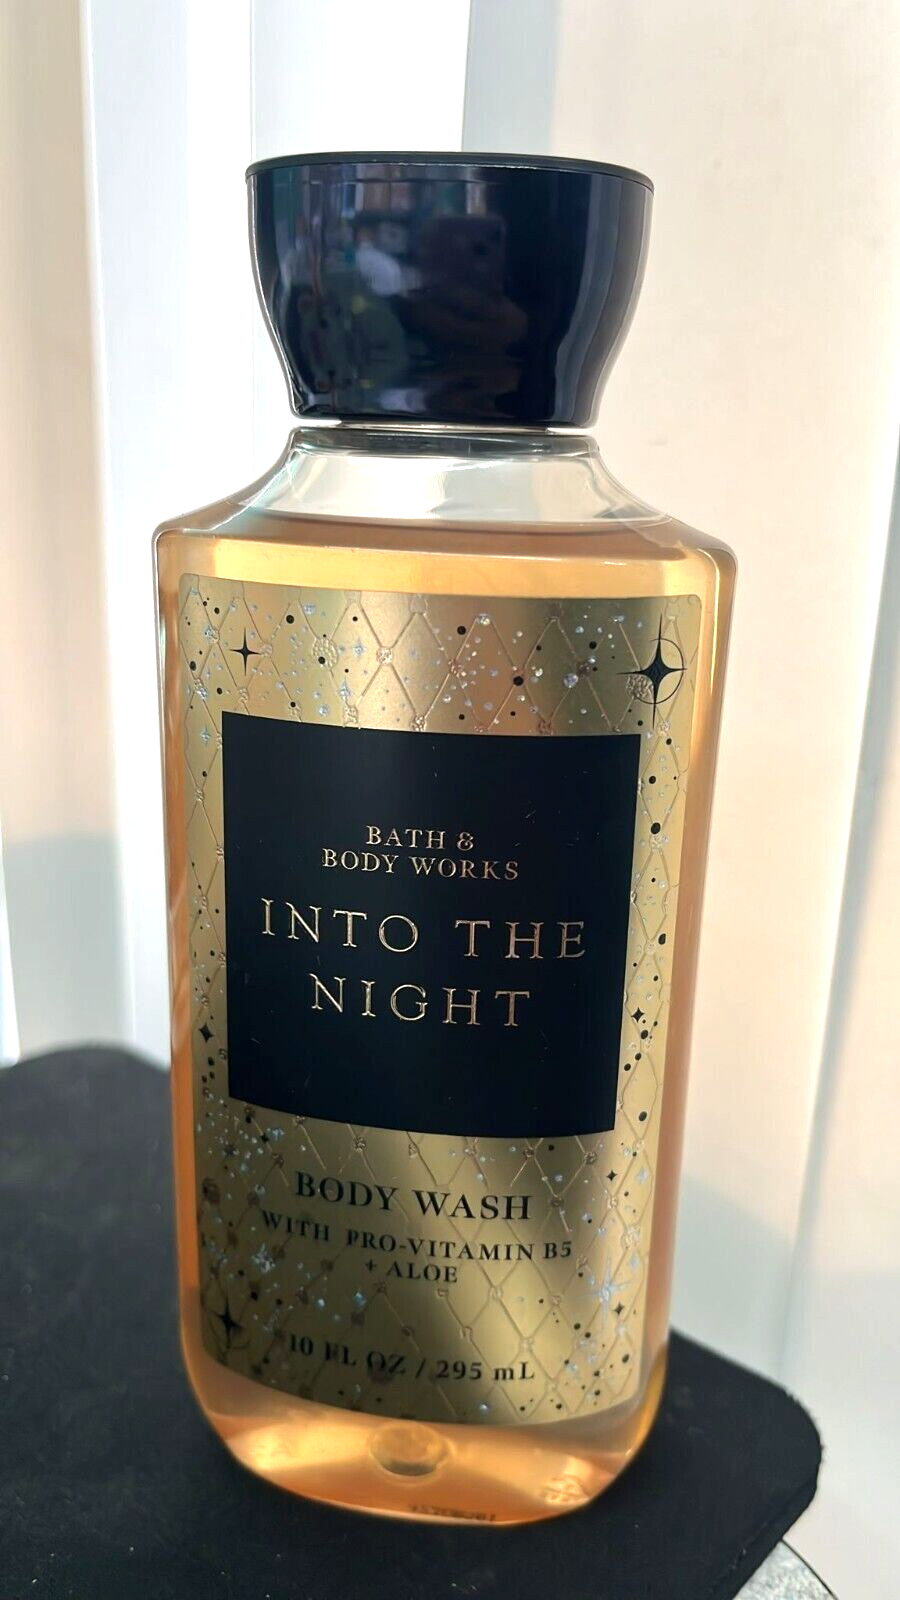 BATH &
BODY WORKS
INTO THE
NIGHT
BODY WASH
WITH PRO-VITAMIN B5
+ ALOE
10 FL OZ / 295 mL